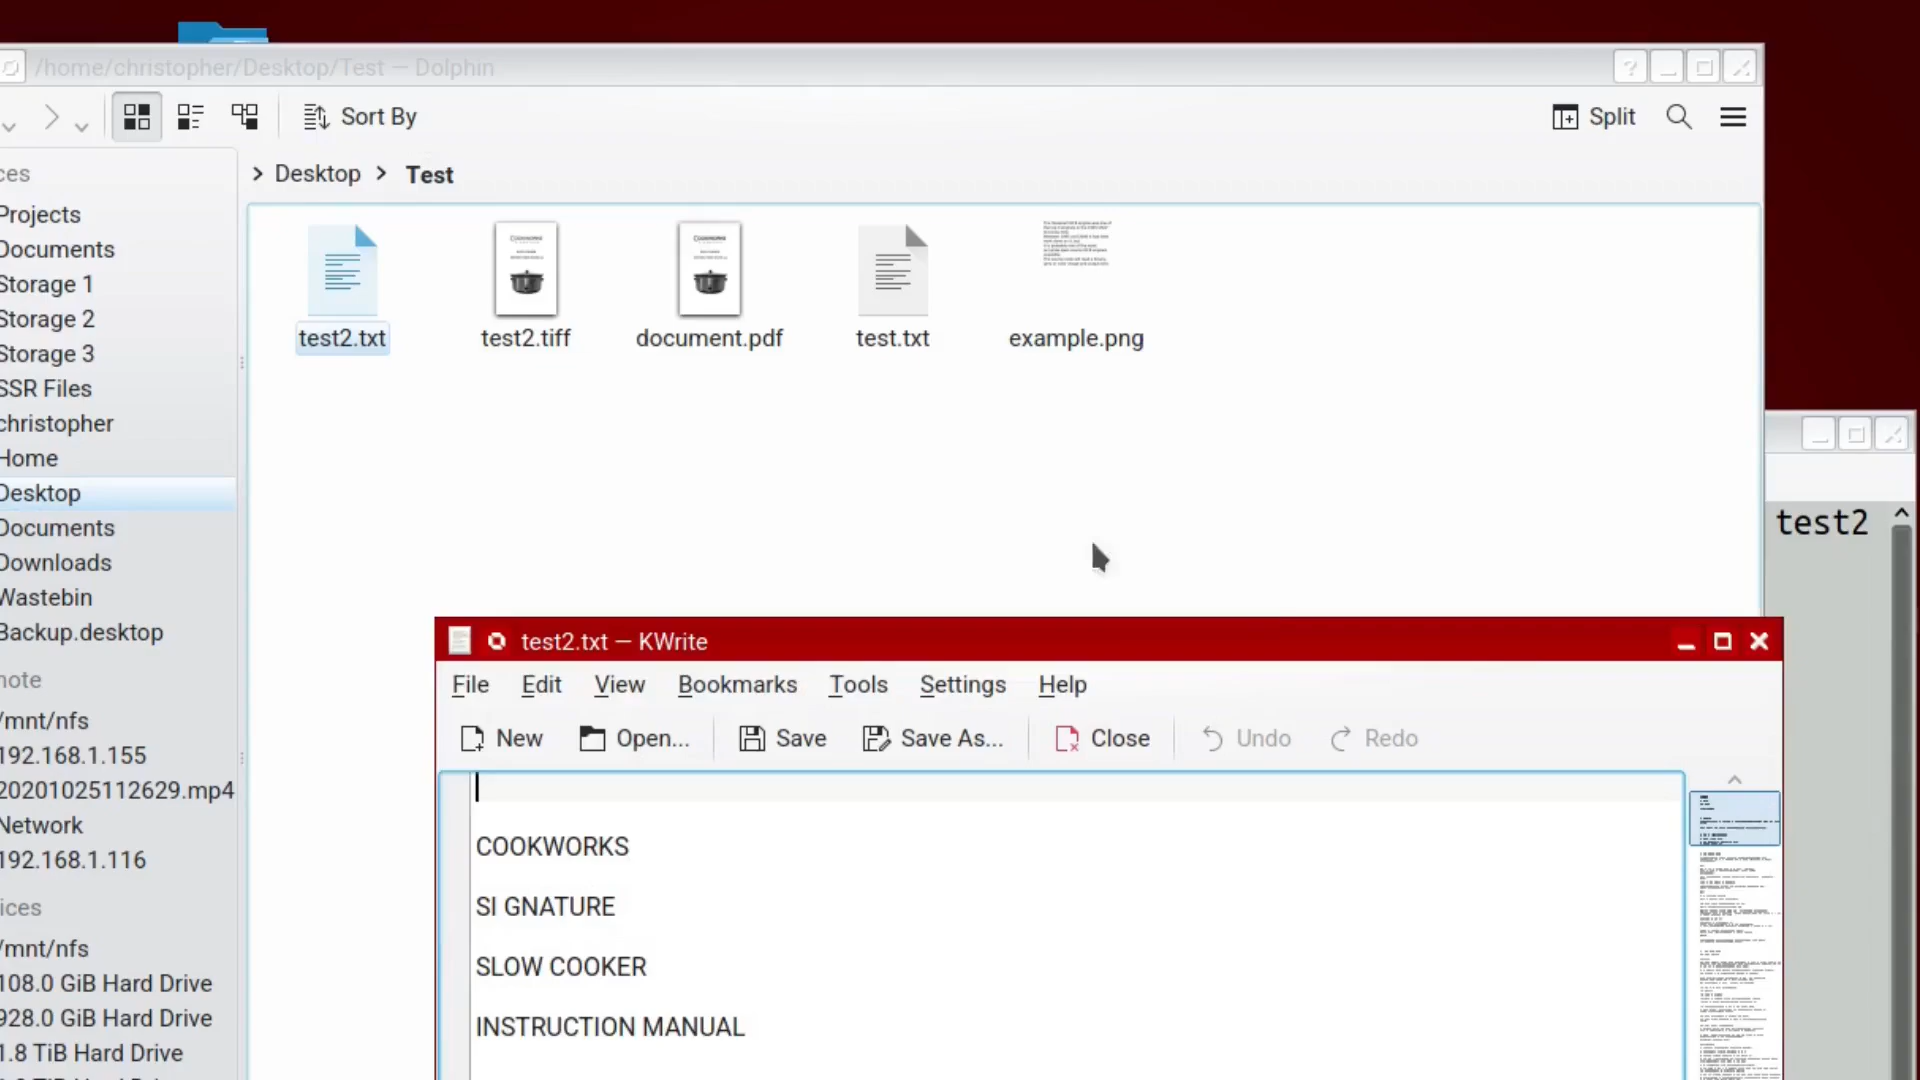 /home/christopher/Desktop/Test — Dolphin
Sort By
Split
Desktop
Test
ces
Projects
Documents
Storage 1
Storage 2
Storage 3
SSR Files
christopher
Home
Desktop
Documents
Downloads
Wastebin
Backup.desktop
note
/mnt/nfs
192.168.1.155
20201025112629.mp4
Network
192.168.1.116
ices
/mnt/nfs
108.0 GiB Hard Drive
928.0 GiB Hard Drive
1.8 TiB Hard Drive
test2.txt
test2.tiff
document.pdf
test.txt
example.png
test2
test2.txt — KWrite
File Edit View Bookmarks Tools Settings Help
New Open... Save Save As... Close Undo Redo
COOKWORKS
SI GNATURE
SLOW COOKER
INSTRUCTION MANUAL